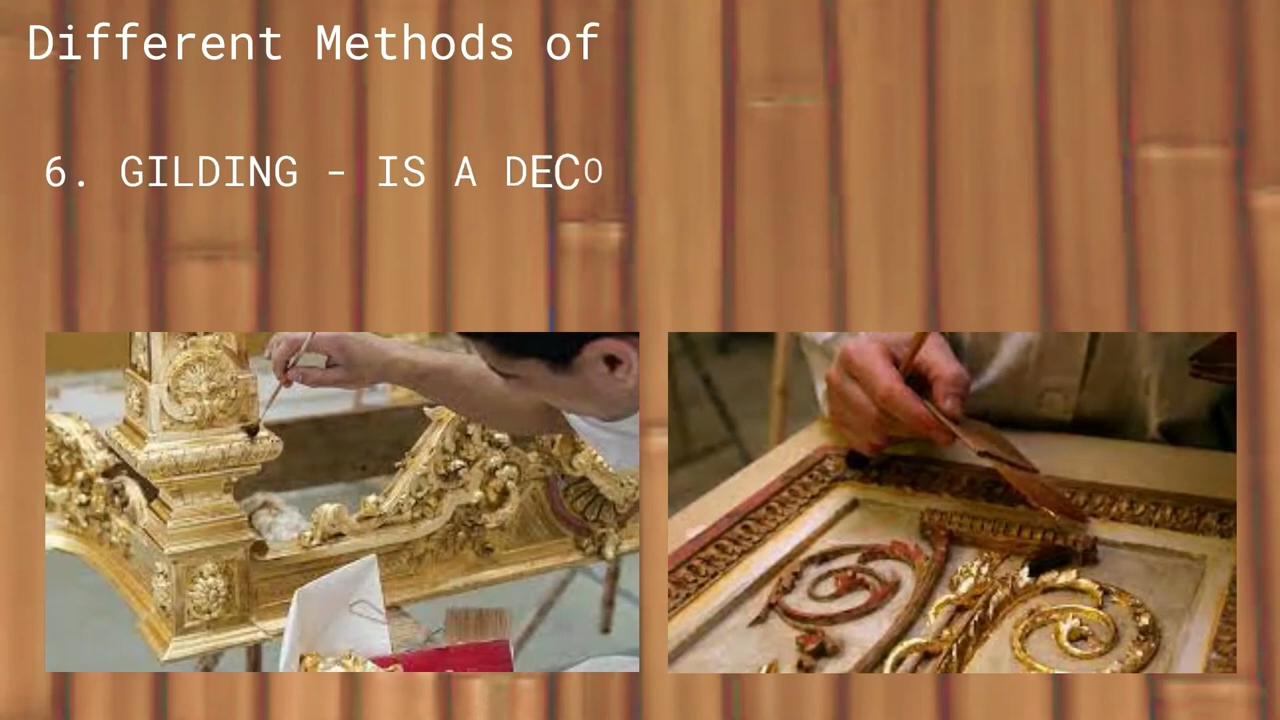 Different Methods of
6. GILDING - IS A DECO